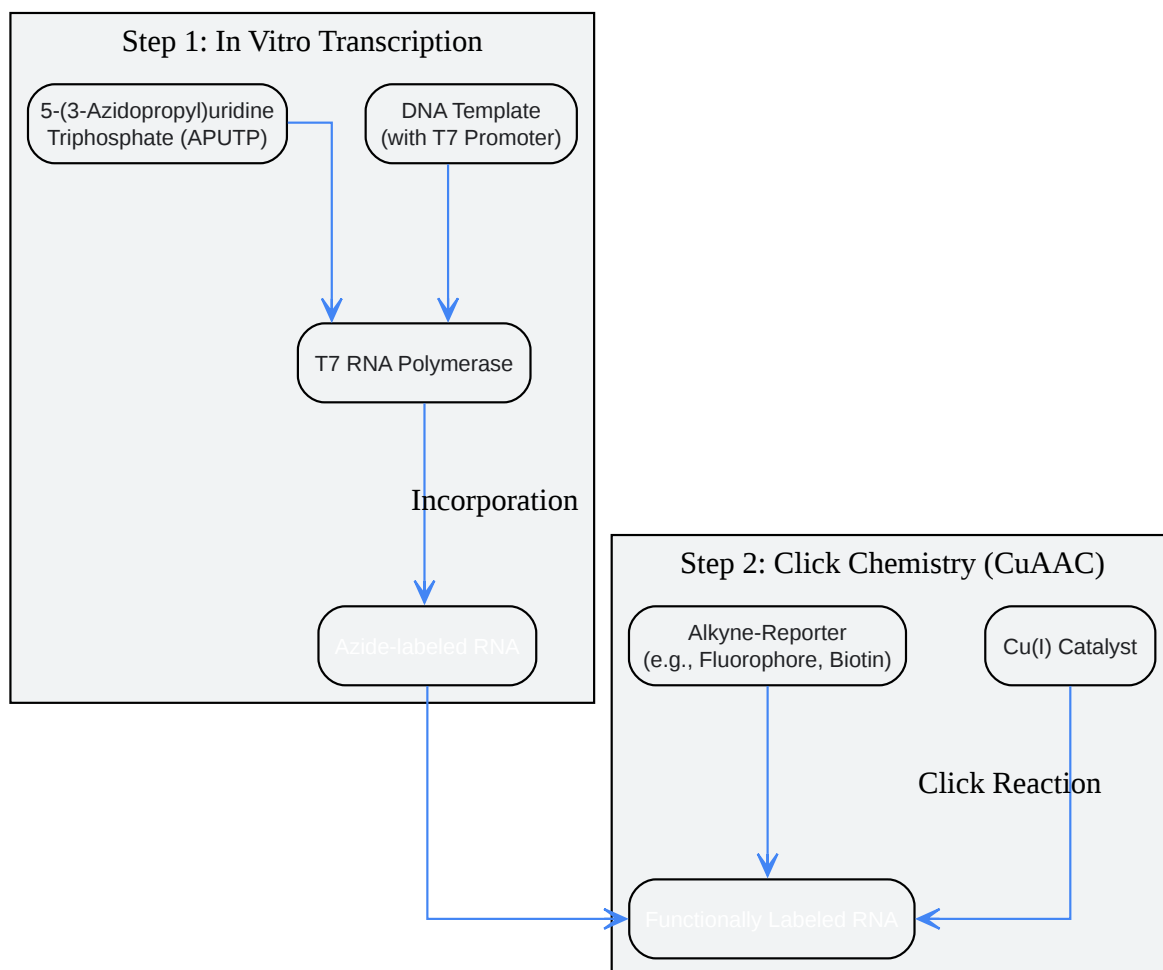 Step 1: In Vitro Transcription
5-(3-Azidopropyl)uridine
Triphosphate (APUTP)
DNA Template
(with T7 Promoter)
T7 RNA Polymerase
Incorporation
Azide-labeled RNA
Step 2: Click Chemistry (CuAAC)
Alkyne-Reporter
(e.g., Fluorophore, Biotin)
Cu(I) Catalyst
Click Reaction
Functionally Labeled RNA